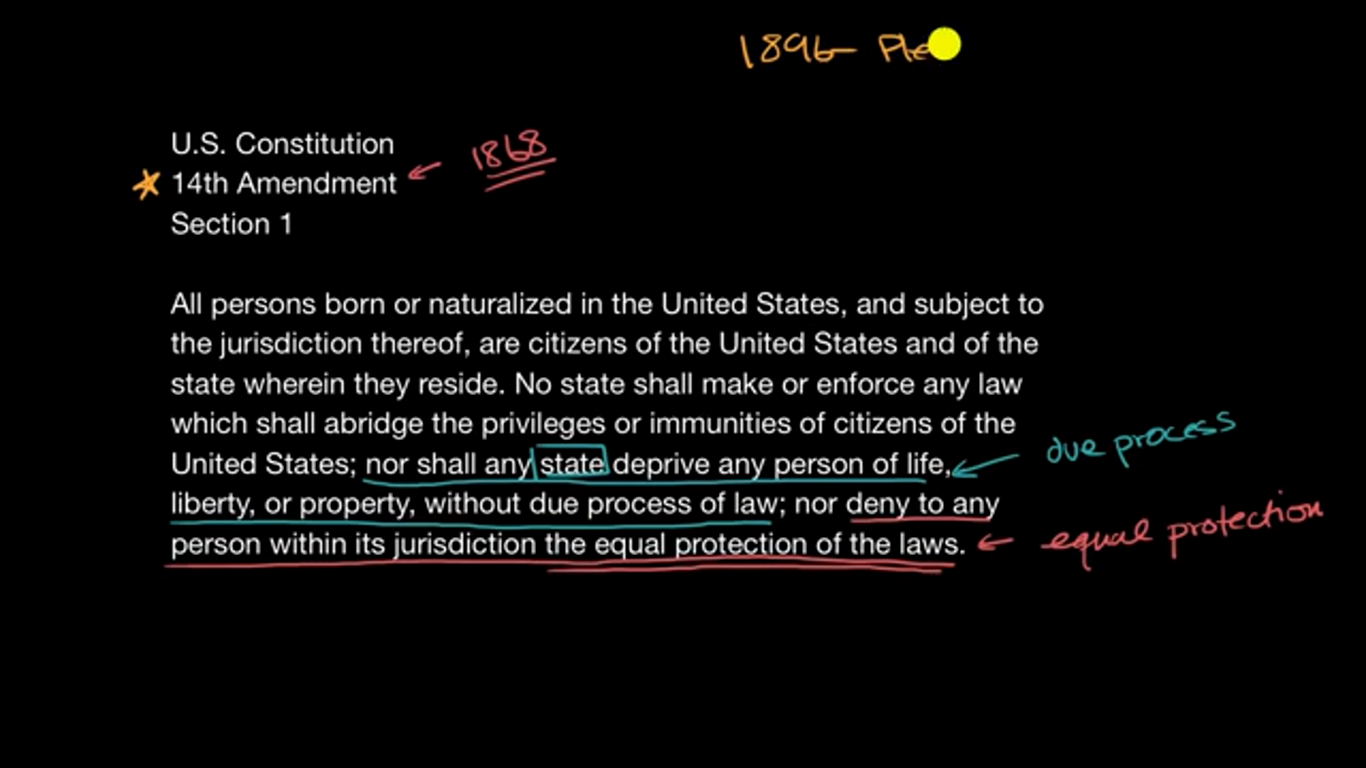 1896- Ple
U.S. Constitution
14th Amendment
1868
Section 1
All persons born or naturalized in the United States, and subject to
the jurisdiction thereof, are citizens of the United States and of the
state wherein they reside. No state shall make or enforce any law
which shall abridge the privileges or immunities of citizens of the
United States; nor shall any state deprive any person of life,
due process
liberty, or property, without due process of law; nor deny to any
person within its jurisdiction the equal protection of the laws.
equal protection